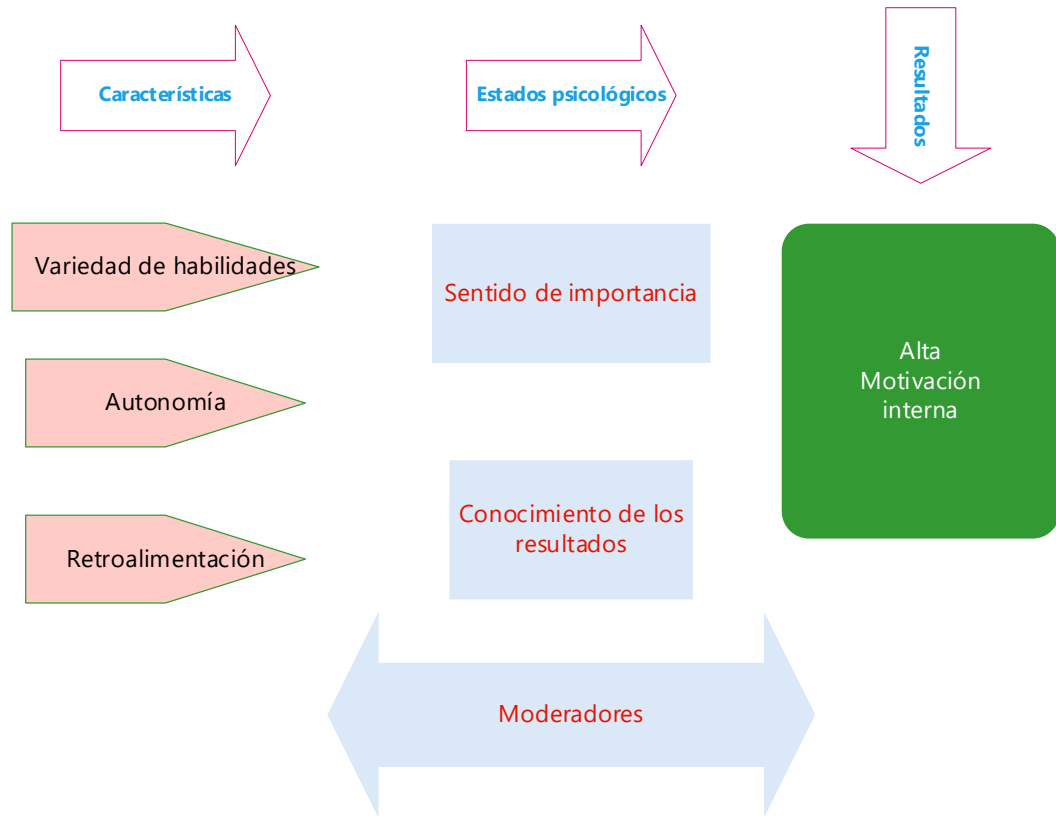 Características
Estados psicológicos
Resultados
Variedad de habilidades
Sentido de importancia
Alta
Motivación
interna
Autonomía
Conocimiento de los
resultados
Retroalimentación
Moderadores